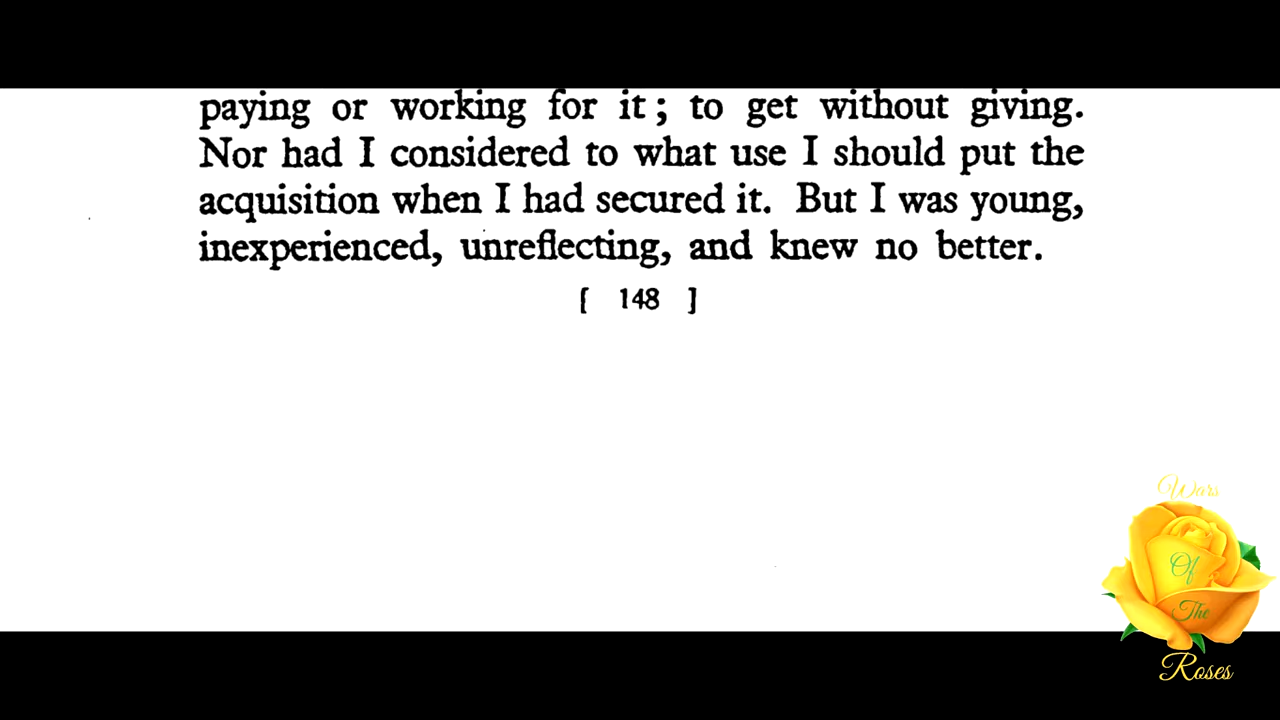 paying or working for it; to get without giving.
Nor had I considered to what use I should put the
acquisition when I had secured it. But I was young,
inexperienced, unreflecting, and knew no better.
[ 148 ]
Wars
Of
The
Roses